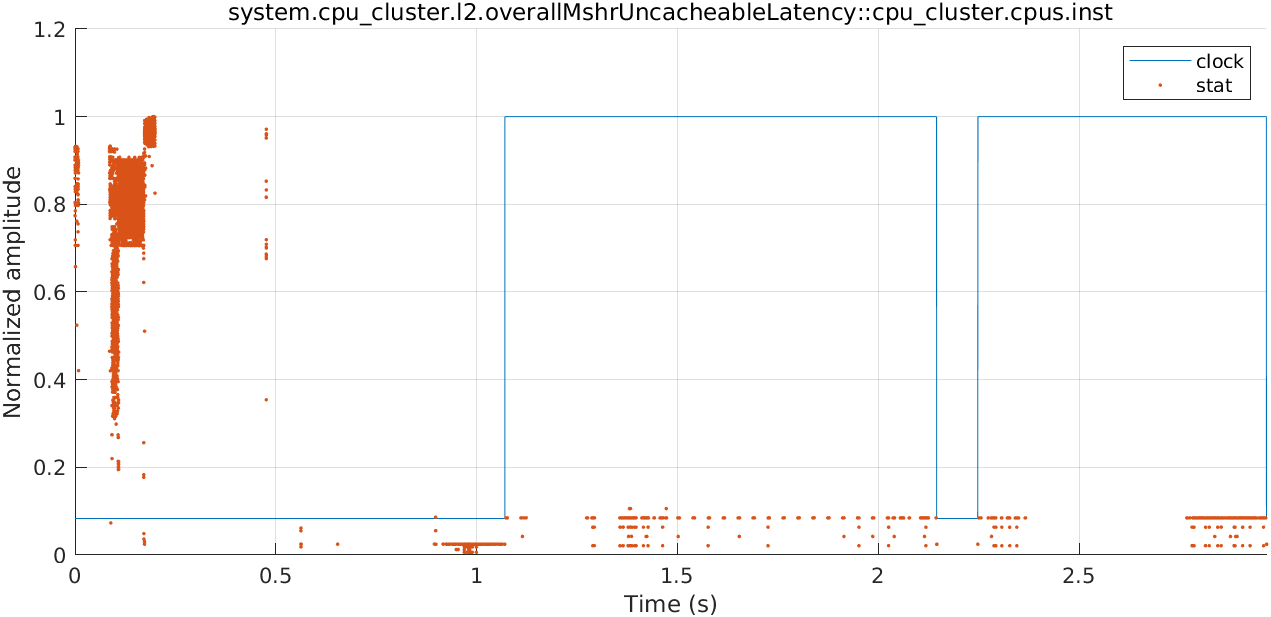 system.cpu_cluster.l2.overallMshrUncacheableLatency::cpu_cluster.cpus.inst
1.2
1
0.8
0.6
0.4
0.2
0
Normalized amplitude
clock
stat
0 0.5 1 1.5 2 2.5
Time (s)